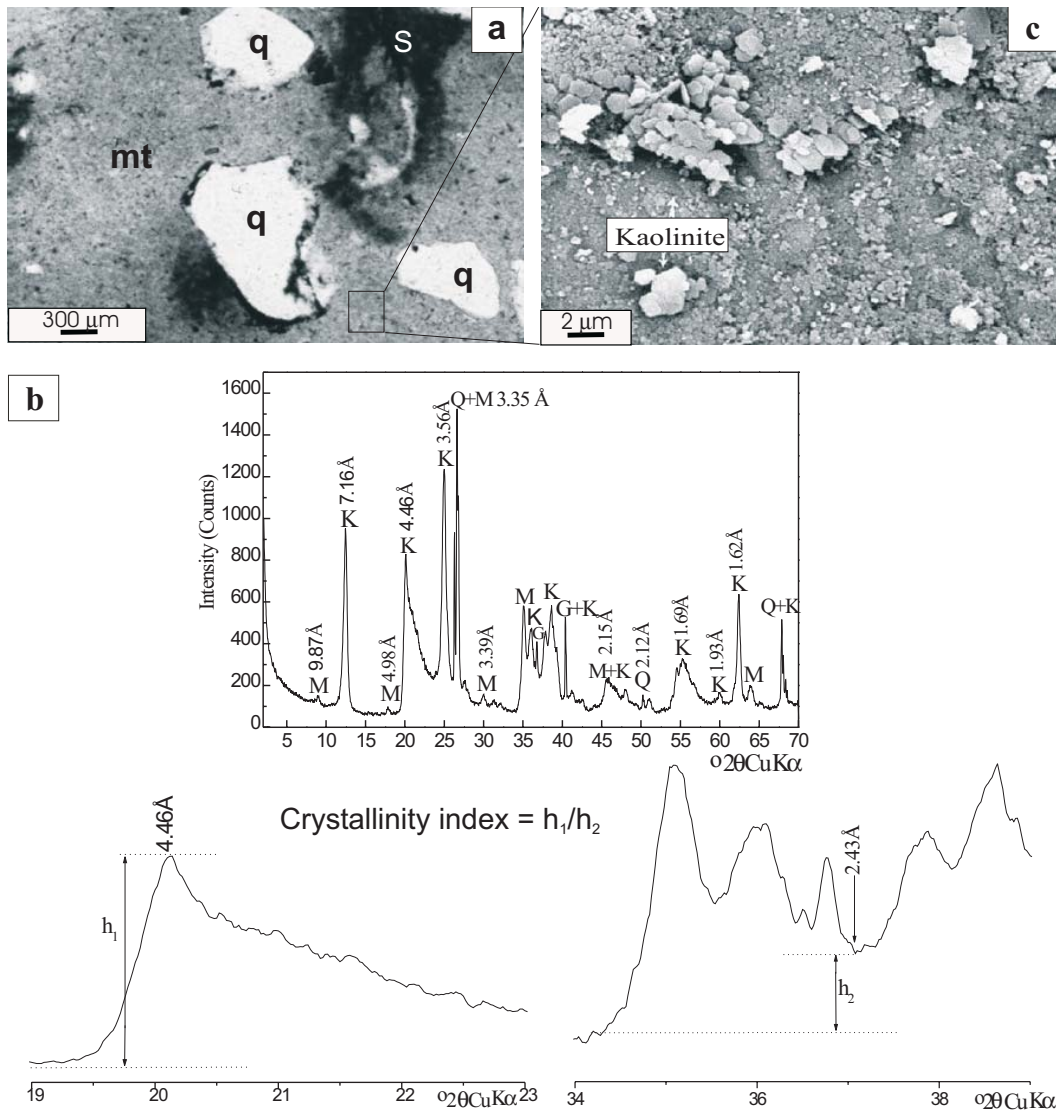 a
q
S
mt
q
q
300 μm
c
Kaolinite
2 μm
b
Intensity (Counts)
1600
1400
1200
1000
800
600
400
200
0
M 9.87Å
K 7.16Å
M 4.98Å
K 4.46Å
K 3.56Å
Q+M 3.35 Å
M 3.39Å
M
K
G
K
G+K
M+K 2.15Å
Q 2.12Å
K 1.69Å
K 1.93Å
K 1.62Å
M
Q+K
5 10 15 20 25 30 35 40 45 50 55 60 65 70
o2θCuKα
Crystallinity index = h1/h2
4.46Å
h1
19 20 21 22 23
o2θCuKα
2.43Å
h2
34 36 38
o2θCuKα